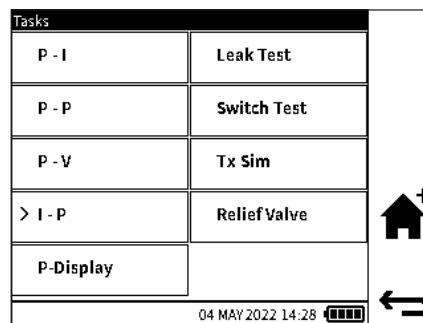 Tasks
P - I
Leak Test
P - P
Switch Test
P - V
Tx Sim
> I - P
Relief Valve
P-Display
04 MAY 2022 14:28